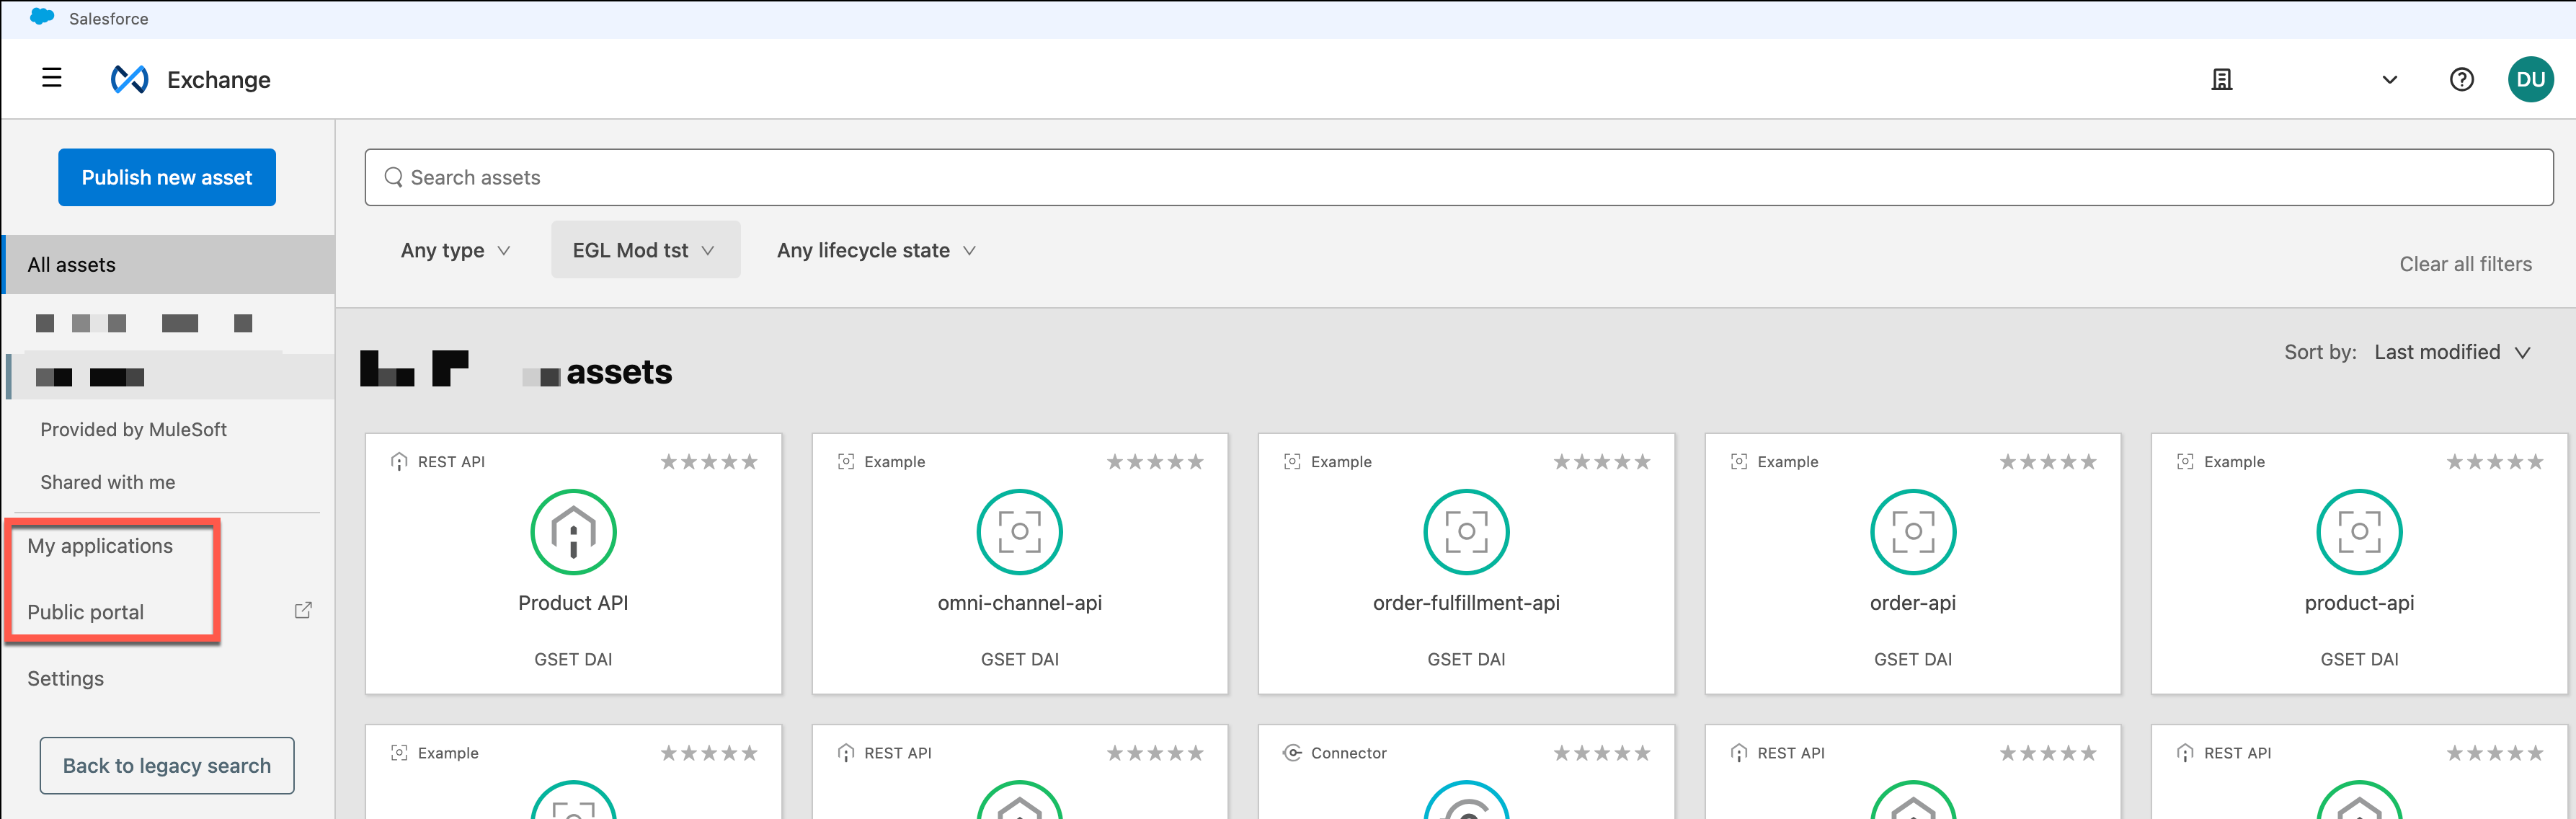 Salesforce
Exchange
DU
Publish new asset
Search assets
Any type
EGL Mod tst
Any lifecycle state
Clear all filters
All assets
Provided by MuleSoft
Shared with me
My applications
Public portal
Settings
Back to legacy search
assets
Sort by: Last modified
REST API
Product API
GSET DAI
Example
omni-channel-api
GSET DAI
Example
order-fulfillment-api
GSET DAI
Example
order-api
GSET DAI
Example
product-api
GSET DAI
Example
REST API
Connector
REST API
REST API